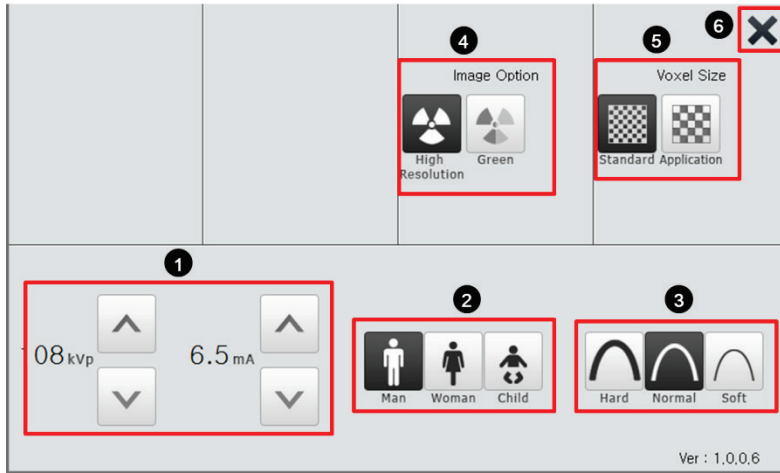 4
5
6
Image Option
Voxel Size
High Resolution
Green
Standard
Application
1
2
3
08 kVp
6.5 mA
Man
Woman
Child
Hard
Normal
Soft
Ver : 1,0,0,6